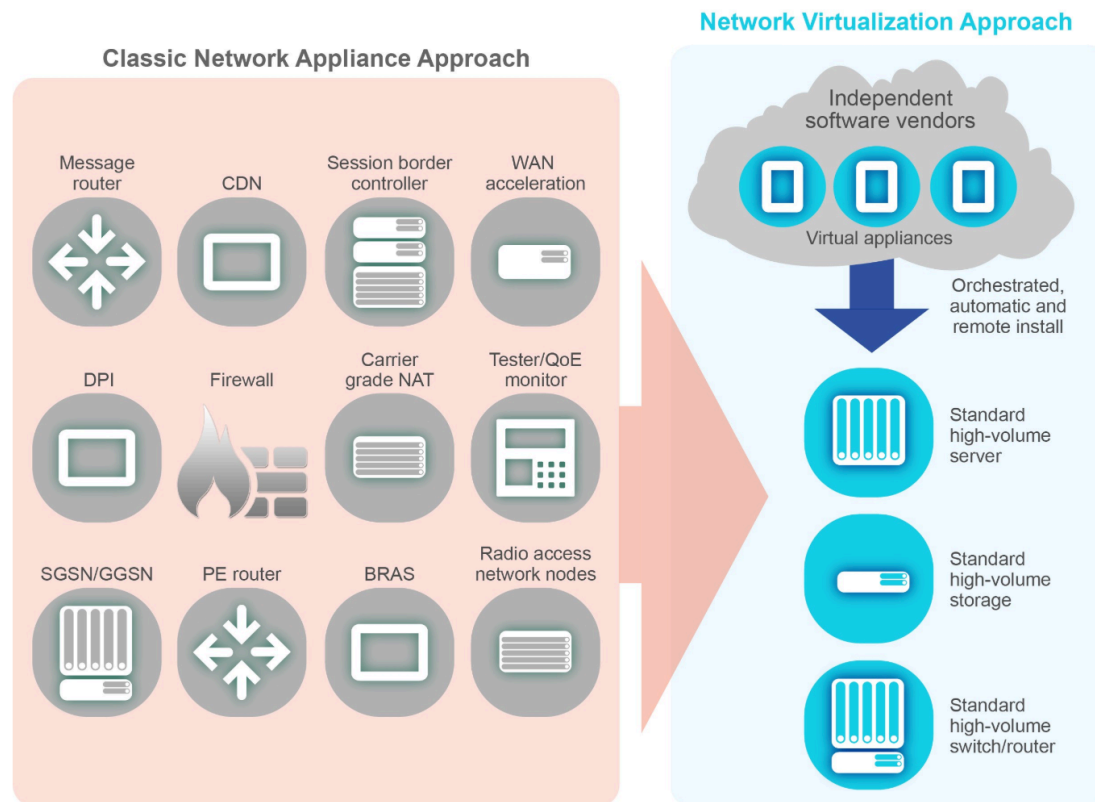 Network Virtualization Approach
Classic Network Appliance Approach
Message
router
CDN
Session border
controller
WAN
acceleration
DPI
Firewall
Carrier
grade NAT
Tester/QoE
monitor
SGSN/GGSN
PE router
BRAS
Radio access
network nodes
Independent
software vendors
Virtual appliances
Orchestrated,
automatic and
remote install
Standard
high-volume
server
Standard
high-volume
storage
Standard
high-volume
switch/router